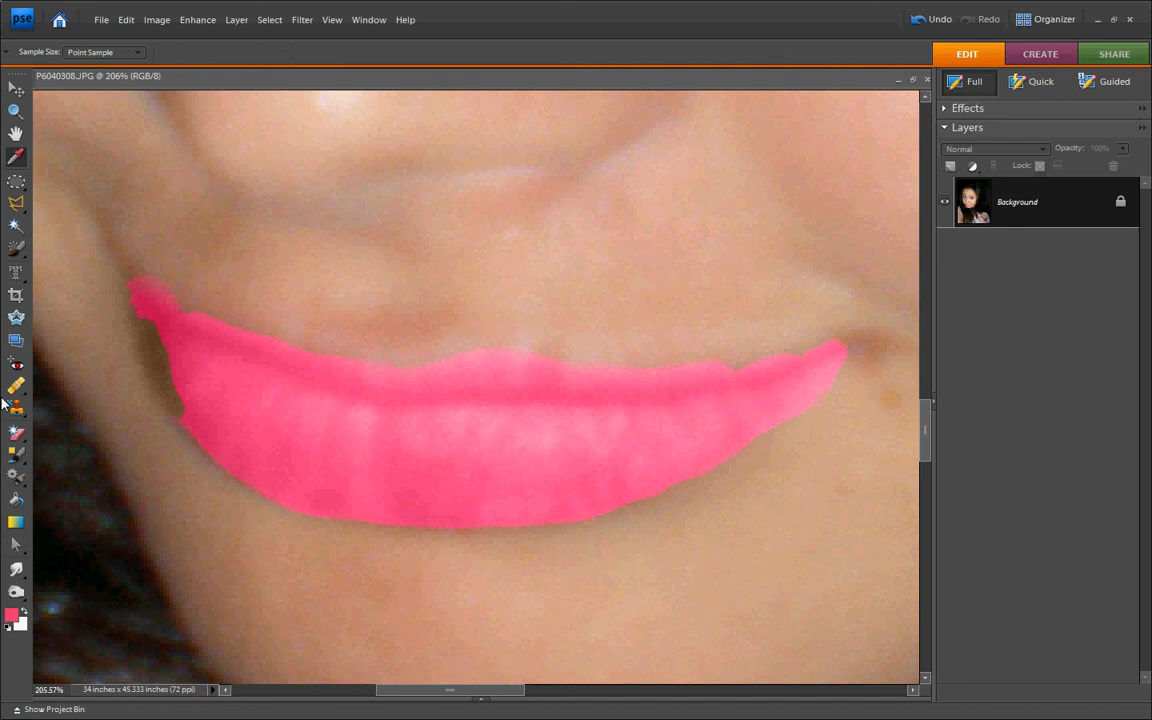 pse File Edit Image Enhance Layer Select Filter View Window Help Undo Redo Organizer
Sample Size: Point Sample EDIT CREATE SHARE
P6040308.JPG @ 206% (RGB/8) Full Quick Guided
Effects
Layers
Normal Opacity: 100%
Lock:
Background
205.57% 34 inches x 45.333 inches (72 ppi)
Show Project Bin